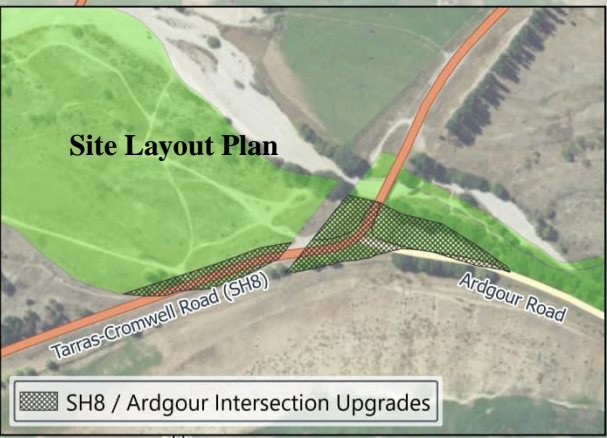 Site Layout Plan
Tarras-Cromwell Road (SH8)
Ardgour Road
SH8 / Ardgour Intersection Upgrades